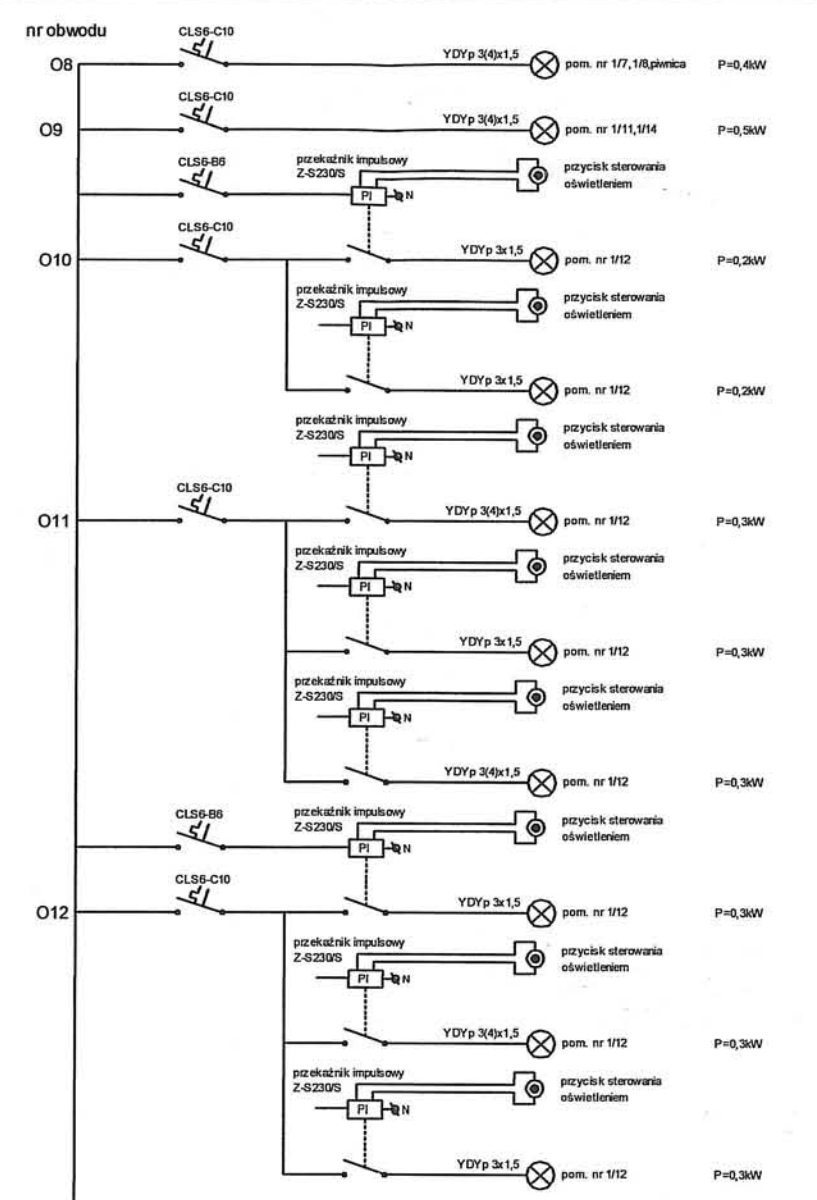 nr obwodu
CLS6-C10
O8 YDYp 3(4)x1,5 pom. nr 1/7,1/8,piwnica P=0,4kW
CLS6-C10
O9 YDYp 3(4)x1,5 pom. nr 1/11,1/14 P=0,5kW
CLS6-B6 przekaźnik impulsowy przycisk sterowania
Z-S230/S oświetleniem
PI N
CLS6-C10
O10 YDYp 3x1,5 pom. nr 1/12 P=0,2kW
przekaźnik impulsowy przycisk sterowania
Z-S230/S oświetleniem
PI N
YDYp 3x1,5 pom. nr 1/12 P=0,2kW
przekaźnik impulsowy przycisk sterowania
Z-S230/S oświetleniem
PI N
CLS6-C10
O11 YDYp 3(4)x1,5 pom. nr 1/12 P=0,3kW
przekaźnik impulsowy przycisk sterowania
Z-S230/S oświetleniem
PI N
YDYp 3x1,5 pom. nr 1/12 P=0,3kW
przekaźnik impulsowy przycisk sterowania
Z-S230/S oświetleniem
PI N
YDYp 3(4)x1,5 pom. nr 1/12 P=0,3kW
CLS6-B6 przekaźnik impulsowy przycisk sterowania
Z-S230/S oświetleniem
PI N
CLS6-C10
O12 YDYp 3x1,5 pom. nr 1/12 P=0,3kW
przekaźnik impulsowy przycisk sterowania
Z-S230/S oświetleniem
PI N
YDYp 3(4)x1,5 pom. nr 1/12 P=0,3kW
przekaźnik impulsowy przycisk sterowania
Z-S230/S oświetleniem
PI N
YDYp 3x1,5 pom. nr 1/12 P=0,3kW